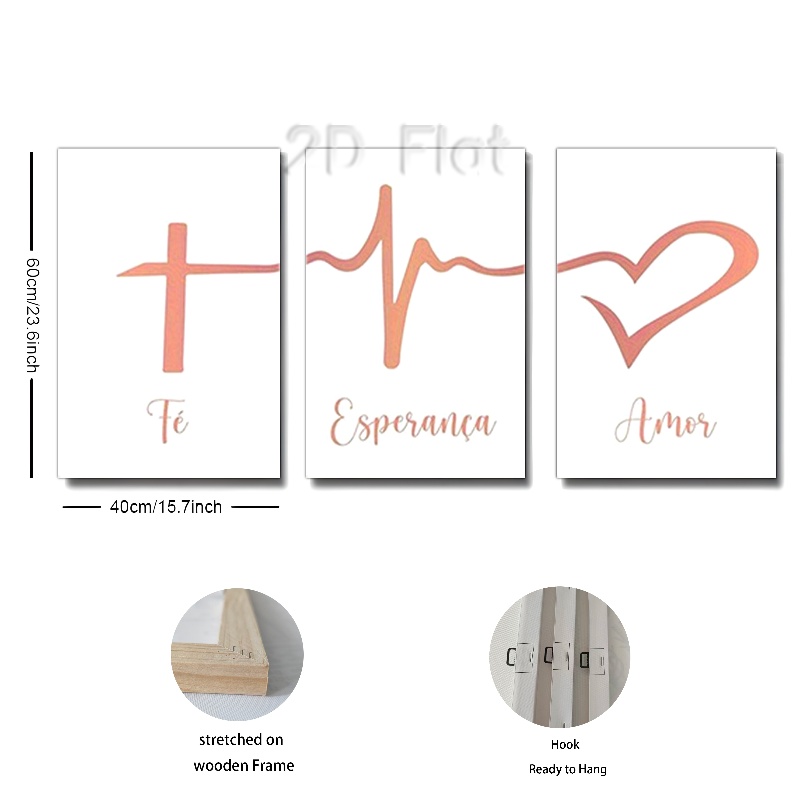 2D Flat
60cm/23.6inch
Fé
Esperança
Amor
40cm/15.7inch
stretched on
wooden Frame
Hook
Ready to Hang